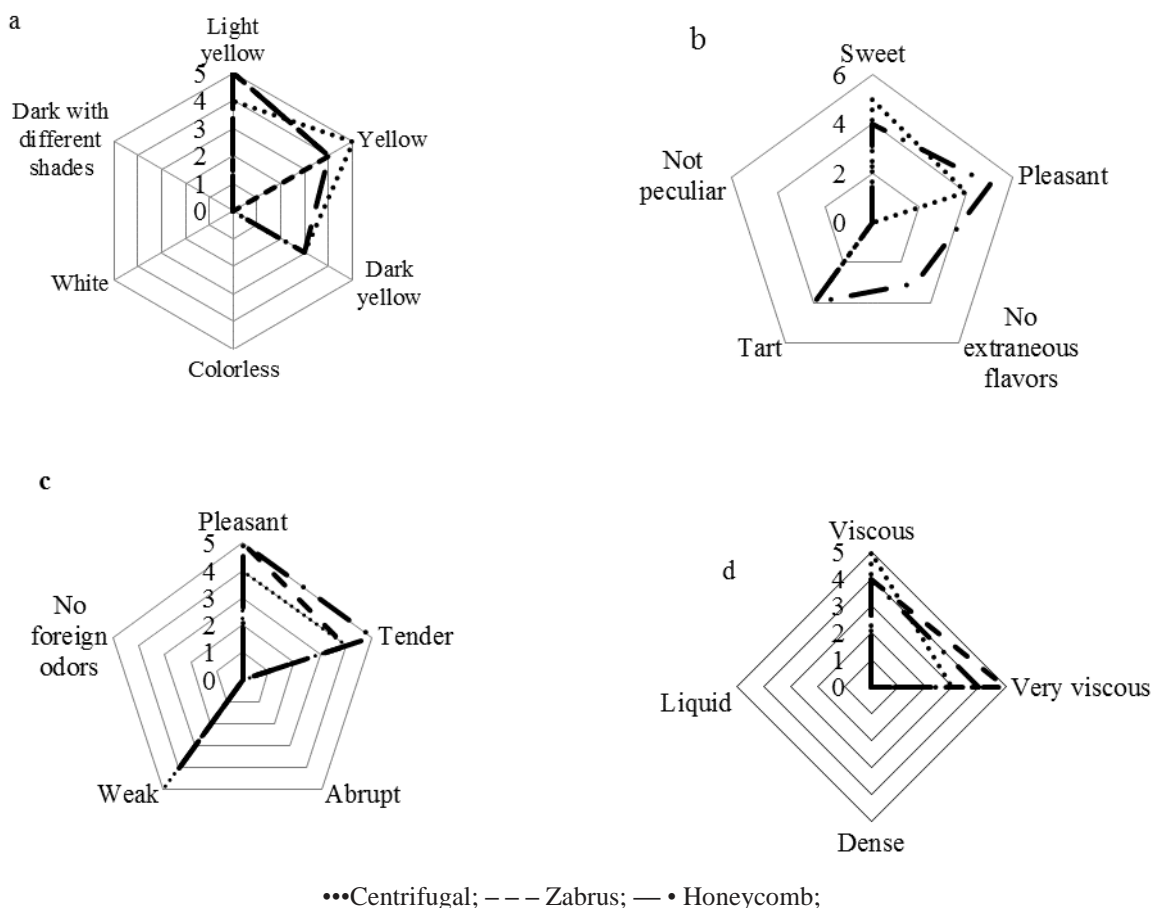 a
Light
yellow
5
4
3
2
1
0
Dark with
different
shades
Yellow
White
Dark
yellow
Colorless
b
Sweet
6
4
2
0
Not
peculiar
Pleasant
Tart
No
extraneous
flavors
c
Pleasant
5
4
3
2
1
0
No
foreign
odors
Tender
Weak
Abrupt
d
Viscous
5
4
3
2
1
0
Liquid
Very viscous
Dense
•••Centrifugal; – – – Zabrus; — • Honeycomb;